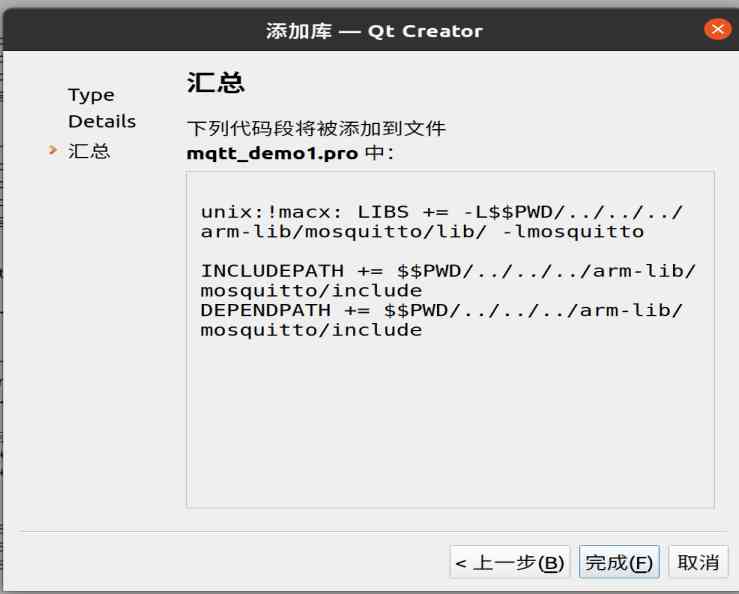 添加库 — Qt Creator
Type
Details
汇总
汇总
下列代码段将被添加到文件
mqtt_demo1.pro 中：
unix:!macx: LIBS += -L$$PWD/../../../
arm-lib/mosquitto/lib/ -lmosquitto
INCLUDEPATH += $$PWD/../../../arm-lib/
mosquitto/include
DEPENDPATH += $$PWD/../../../arm-lib/
mosquitto/include
< 上一步(B)
完成(F)
取消